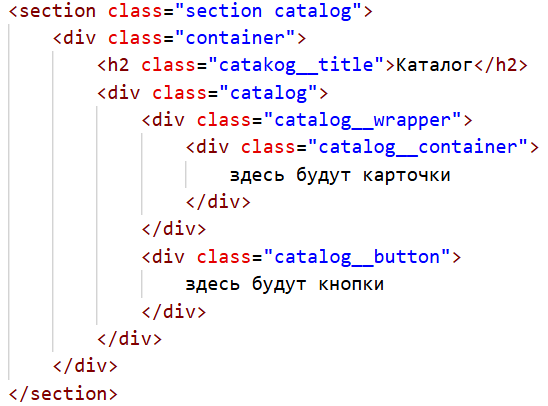 <section class="section catalog">
<div class="container">
<h2 class="catakog__title">Каталог</h2>
<div class="catalog">
<div class="catalog__wrapper">
<div class="catalog__container">
здесь будут карточки
</div>
</div>
<div class="catalog__button">
здесь будут кнопки
</div>
</div>
</div>
</section>